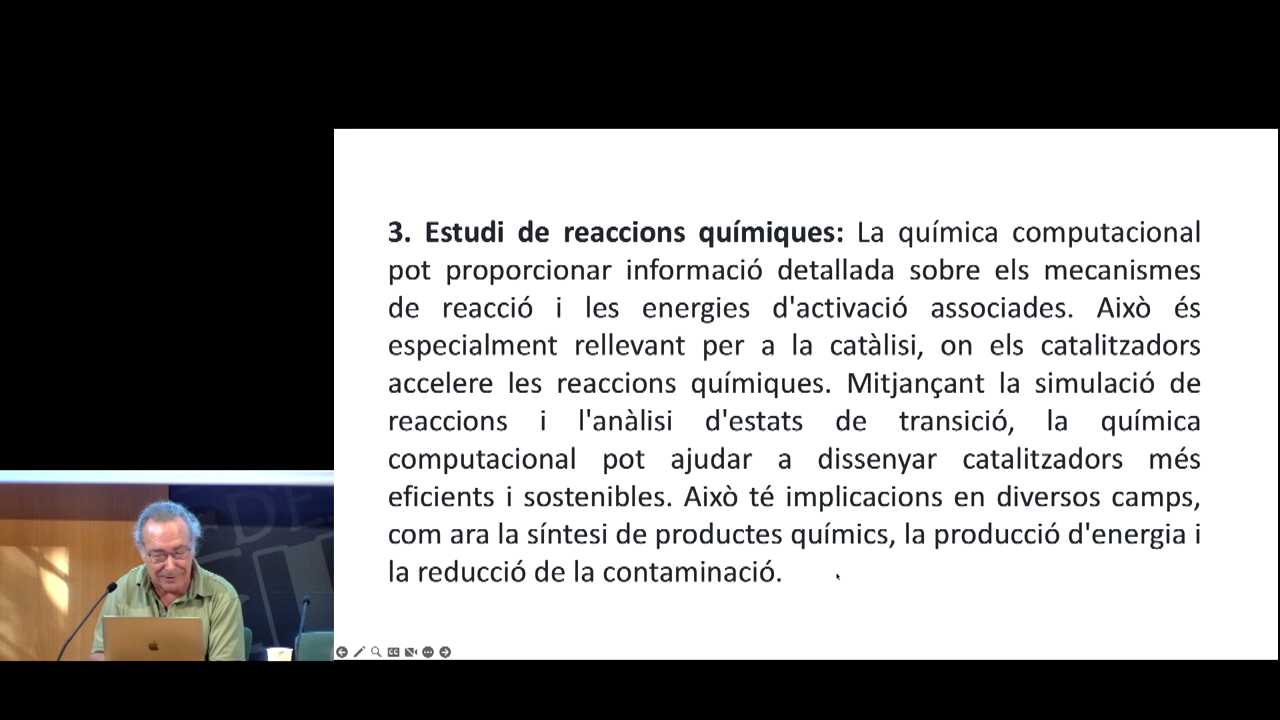 3. Estudi de reaccions químiques: La química computacional
pot proporcionar informació detallada sobre els mecanismes
de reacció i les energies d'activació associades. Això és
especialment rellevant per a la catàlisi, on els catalitzadors
accelere les reaccions químiques. Mitjançant la simulació de
reaccions i l'anàlisi d'estats de transició, la química
computacional pot ajudar a dissenyar catalitzadors més
eficients i sostenibles. Això té implicacions en diversos camps,
com ara la síntesi de productes químics, la producció d'energia i
la reducció de la contaminació.